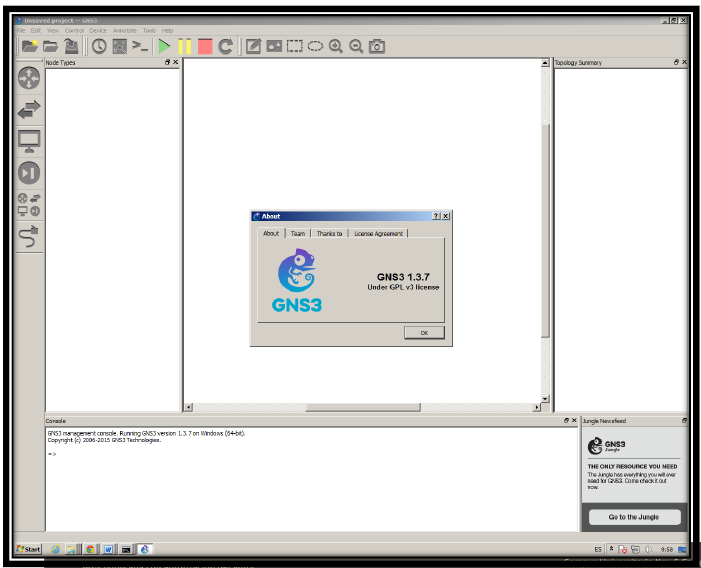 Unsaved project — GNS3
File Edit View Control Device Annotate Tools Help
Node Types
Topology Summary
About
About Team Thanks to License Agreement
GNS3
GNS3 1.3.7
Under GPL v3 license
OK
Console
GNS3 management console. Running GNS3 version 1.3.7 on Windows (64-bit).
Copyright (c) 2006-2015 GNS3 Technologies.
=>
Jungle Newsfeed
GNS3
Jungle
THE ONLY RESOURCE YOU NEED
The Jungle has everything you will ever
need for GNS3. Come check it out
now.
Go to the Jungle
Start
ES 9:58